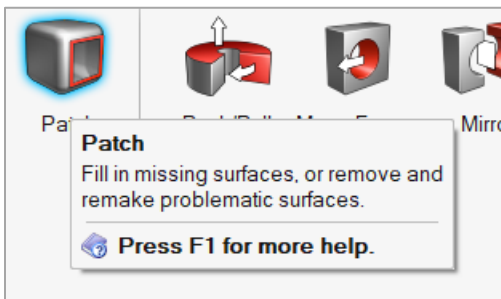 Patch
Fill in missing surfaces, or remove and
remake problematic surfaces.
Press F1 for more help.